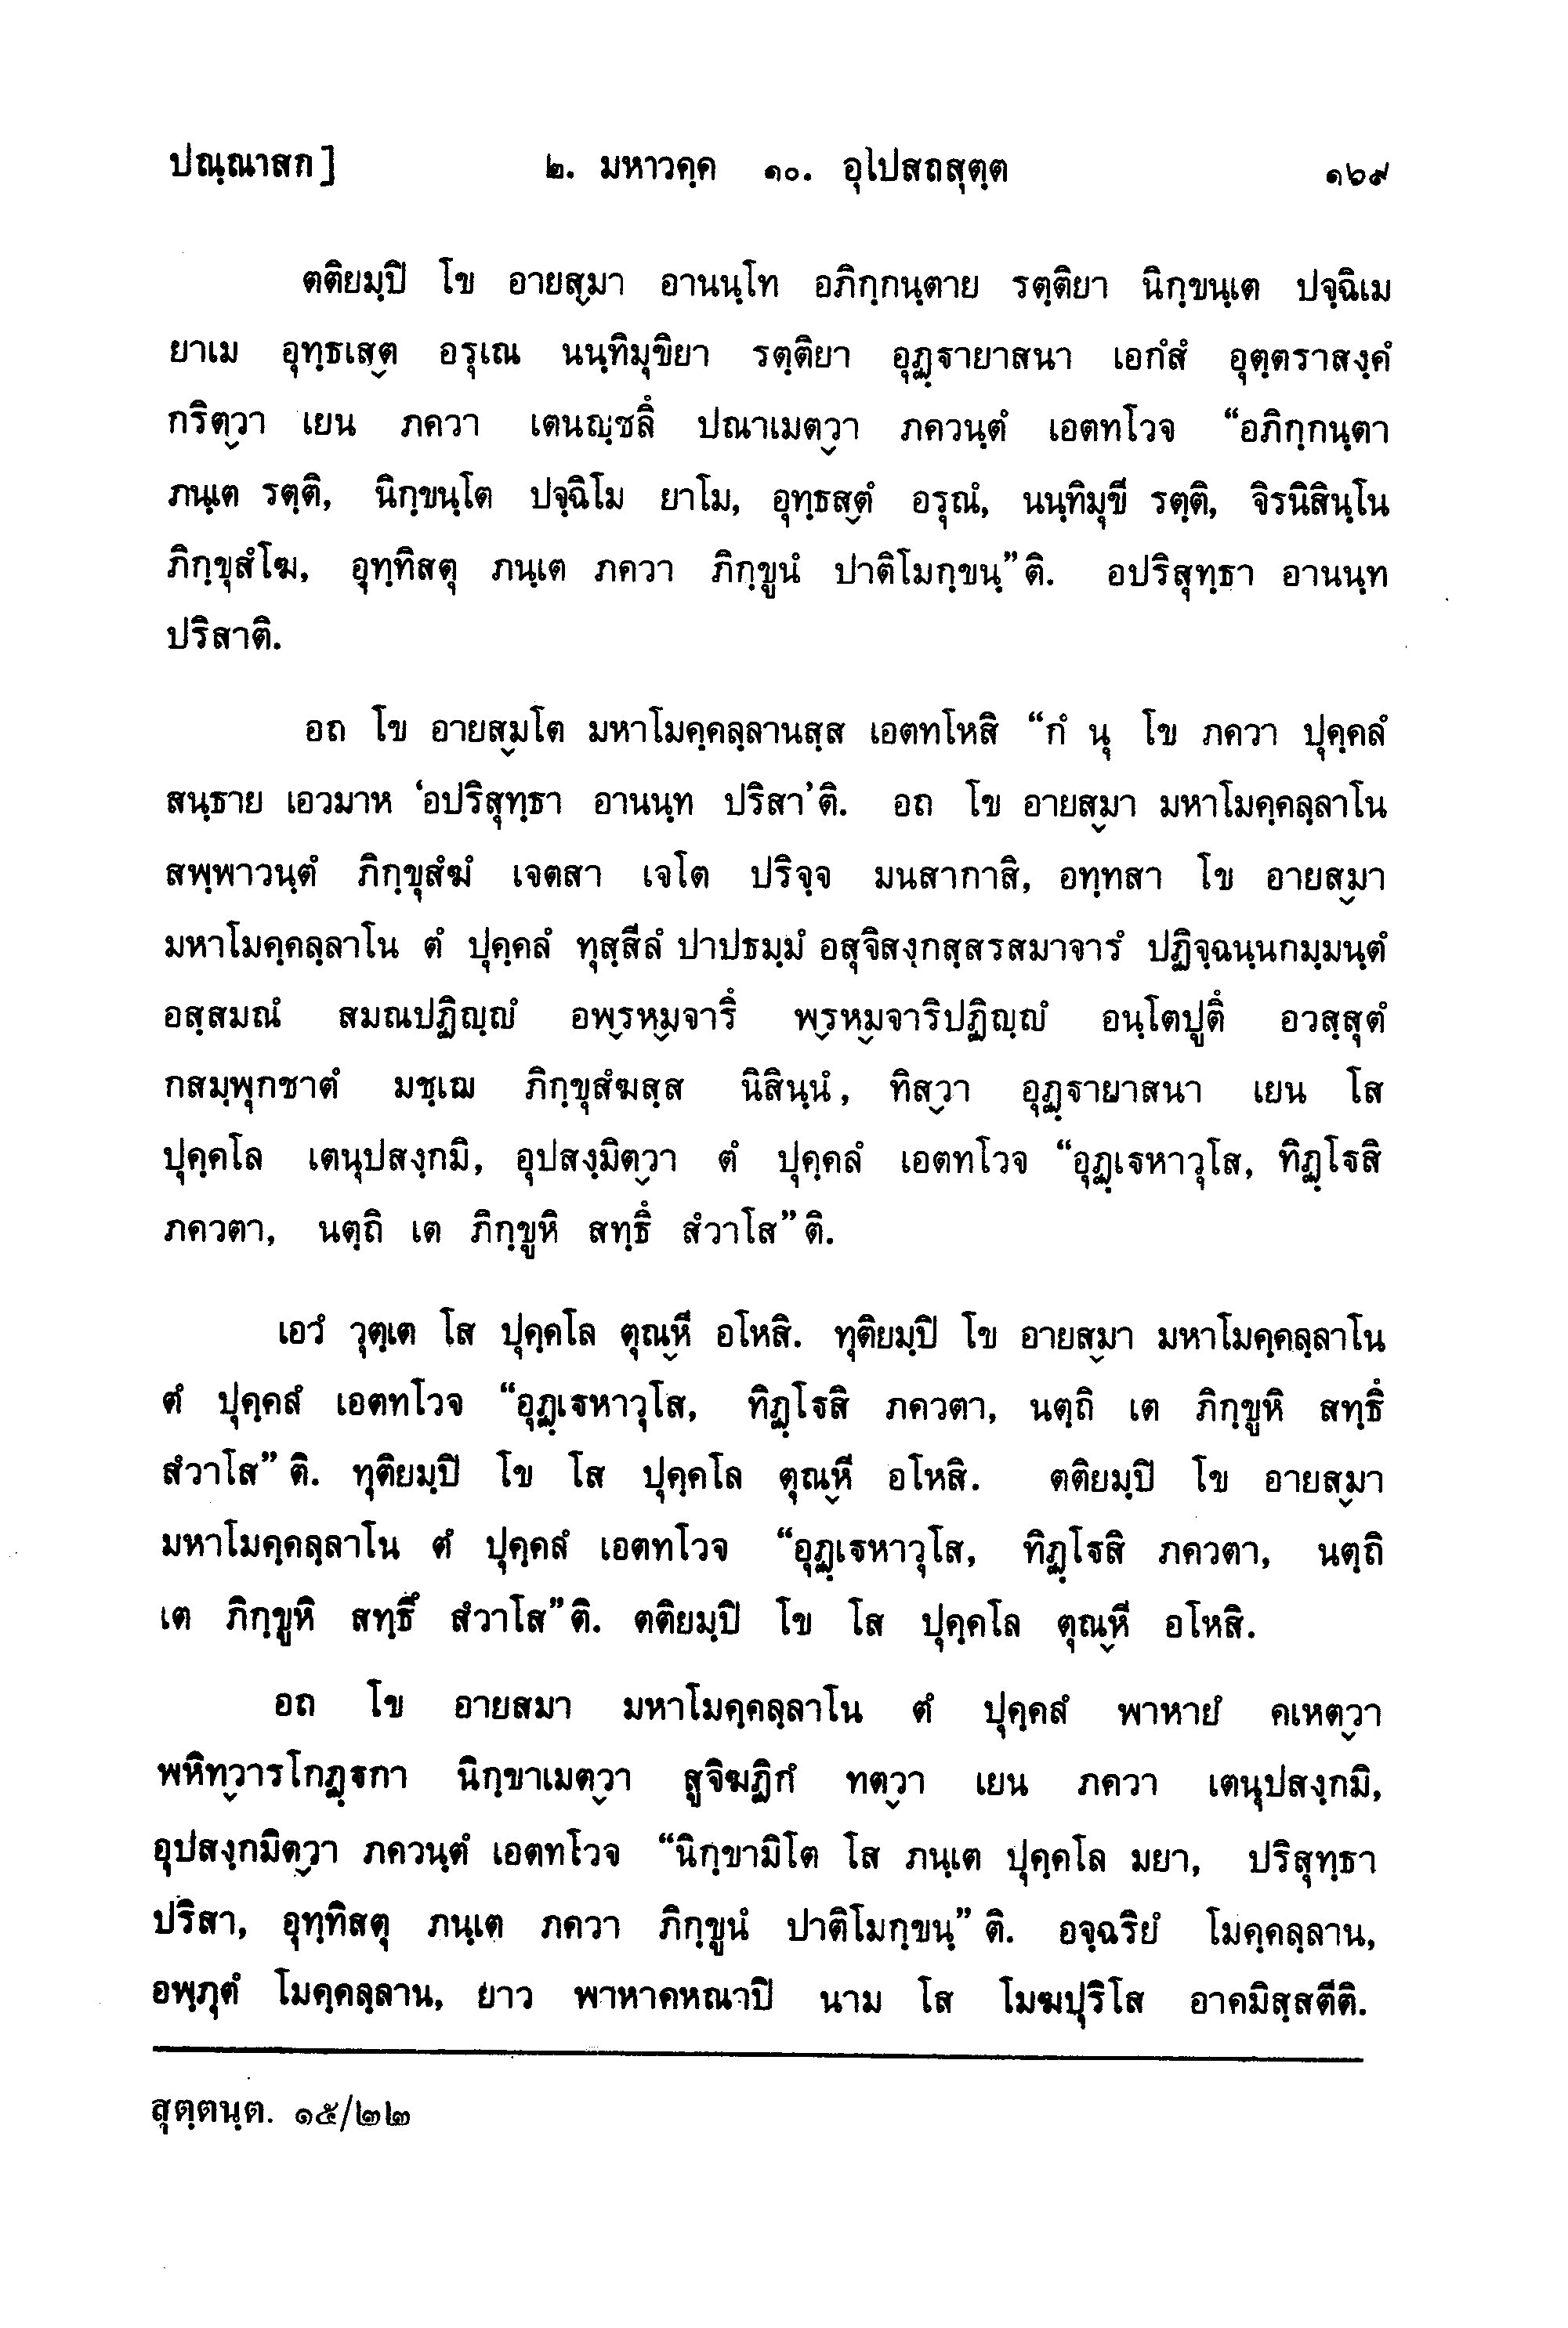 ปณฺณาสก] ๒. มหาวคฺค ๑๐. อุโปสถสุตฺต ๑๖๙
ตติยมฺปิ โข อายสฺมา อานนฺโท อภิกฺกนฺตาย รตฺติยา นิกฺขนฺเต ปจฺฉิเม
ยาเม อุทฺธเสฺต อรุเณ นนฺทิมุขิยา รตฺติยา อุฏฺฐายาสนา เอกํสํ อุตฺตราสงฺคํ
กริตฺวา เยน ภควา เตนญฺชลิํ ปณาเมตฺวา ภควนฺตํ เอตทโวจ “อภิกฺกนฺตา
ภนฺเต รตฺติ, นิกฺขนฺโต ปจฺฉิโม ยาโม, อุทฺธสฺตํ อรุณํ, นนฺทิมุขี รตฺติ, จิรนิสินฺโน
ภิกฺขุสํโฆ, อุทฺทิสตุ ภนฺเต ภควา ภิกฺขูนํ ปาติโมกฺขนฺ”ติ. อปริสุทฺธา อานนฺท
ปริสาติ.
อถ โข อายสฺมโต มหาโมคฺคลฺลานสฺส เอตทโหสิ “กํ นุ โข ภควา ปุคฺคลํ
สนฺธาย เอวมาห ‘อปริสุทฺธา อานนฺท ปริสา’ติ. อถ โข อายสฺมา มหาโมคฺคลฺลาโน
สพฺพาวนฺตํ ภิกฺขุสํฆํ เจตสา เจโต ปริจฺจ มนสากาสิ, อทฺทสา โข อายสฺมา
มหาโมคฺคลฺลาโน ตํ ปุคฺคลํ ทุสฺสีลํ ปาปธมฺมํ อสุจิสงฺกสฺสรสมาจารํ ปฏิจฺฉนฺนกมฺมนฺตํ
อสฺสมณํ สมณปฏิญฺญํ อพฺรหฺมจาริํ พฺรหฺมจาริปฏิญฺญํ อนฺโตปูติํ อวสฺสุตํ
กสมฺพุกชาตํ มชฺเฌ ภิกฺขุสํฆสฺส นิสินฺนํ, ทิสฺวา อุฏฺฐายาสนา เยน โส
ปุคฺคโล เตนุปสงฺกมิ, อุปสงฺมิตฺวา ตํ ปุคฺคลํ เอตทโวจ “อุฏฺเฐหาวุโส, ทิฏฺโฐสิ
ภควตา, นตฺถิ เต ภิกฺขูหิ สทฺธิํ สํวาโส”ติ.
เอวํ วุตฺเต โส ปุคฺคโล ตุณฺหี อโหสิ. ทุติยมฺปิ โข อายสฺมา มหาโมคฺคลฺลาโน
ตํ ปุคฺคลํ เอตทโวจ “อุฏฺเฐหาวุโส, ทิฏฺโฐสิ ภควตา, นตฺถิ เต ภิกฺขูหิ สทฺธิํ
สํวาโส”ติ. ทุติยมฺปิ โข โส ปุคฺคโล ตุณฺหี อโหสิ. ตติยมฺปิ โข อายสฺมา
มหาโมคฺคลฺลาโน ตํ ปุคฺคลํ เอตทโวจ “อุฏฺเฐหาวุโส, ทิฏฺโฐสิ ภควตา, นตฺถิ
เต ภิกฺขูหิ สทฺธิํ สํวาโส”ติ. ตติยมฺปิ โข โส ปุคฺคโล ตุณฺหี อโหสิ.
อถ โข อายสมา มหาโมคฺคลฺลาโน ตํ ปุคฺคลํ พาหายํ คเหตฺวา
พหิทฺวารโกฏฺฐกา นิกฺขาเมตฺวา สูจิฆฏิกํ ทตฺวา เยน ภควา เตนุปสงฺกมิ,
อุปสงฺกมิตฺวา ภควนฺตํ เอตทโวจ “นิกฺขามิโต โส ภนฺเต ปุคฺคโล มยา, ปริสุทฺธา
ปริสา, อุทฺทิสตุ ภนฺเต ภควา ภิกฺขูนํ ปาติโมกฺขนฺ”ติ. อจฺฉริยํ โมคฺคลฺลาน,
อพฺภุตํ โมคฺคลฺลาน, ยาว พาหาคหณาปิ นาม โส โมฆปุริโส อาคมิสฺสตีติ.
สุตฺตนฺต. ๑๕/๒๒